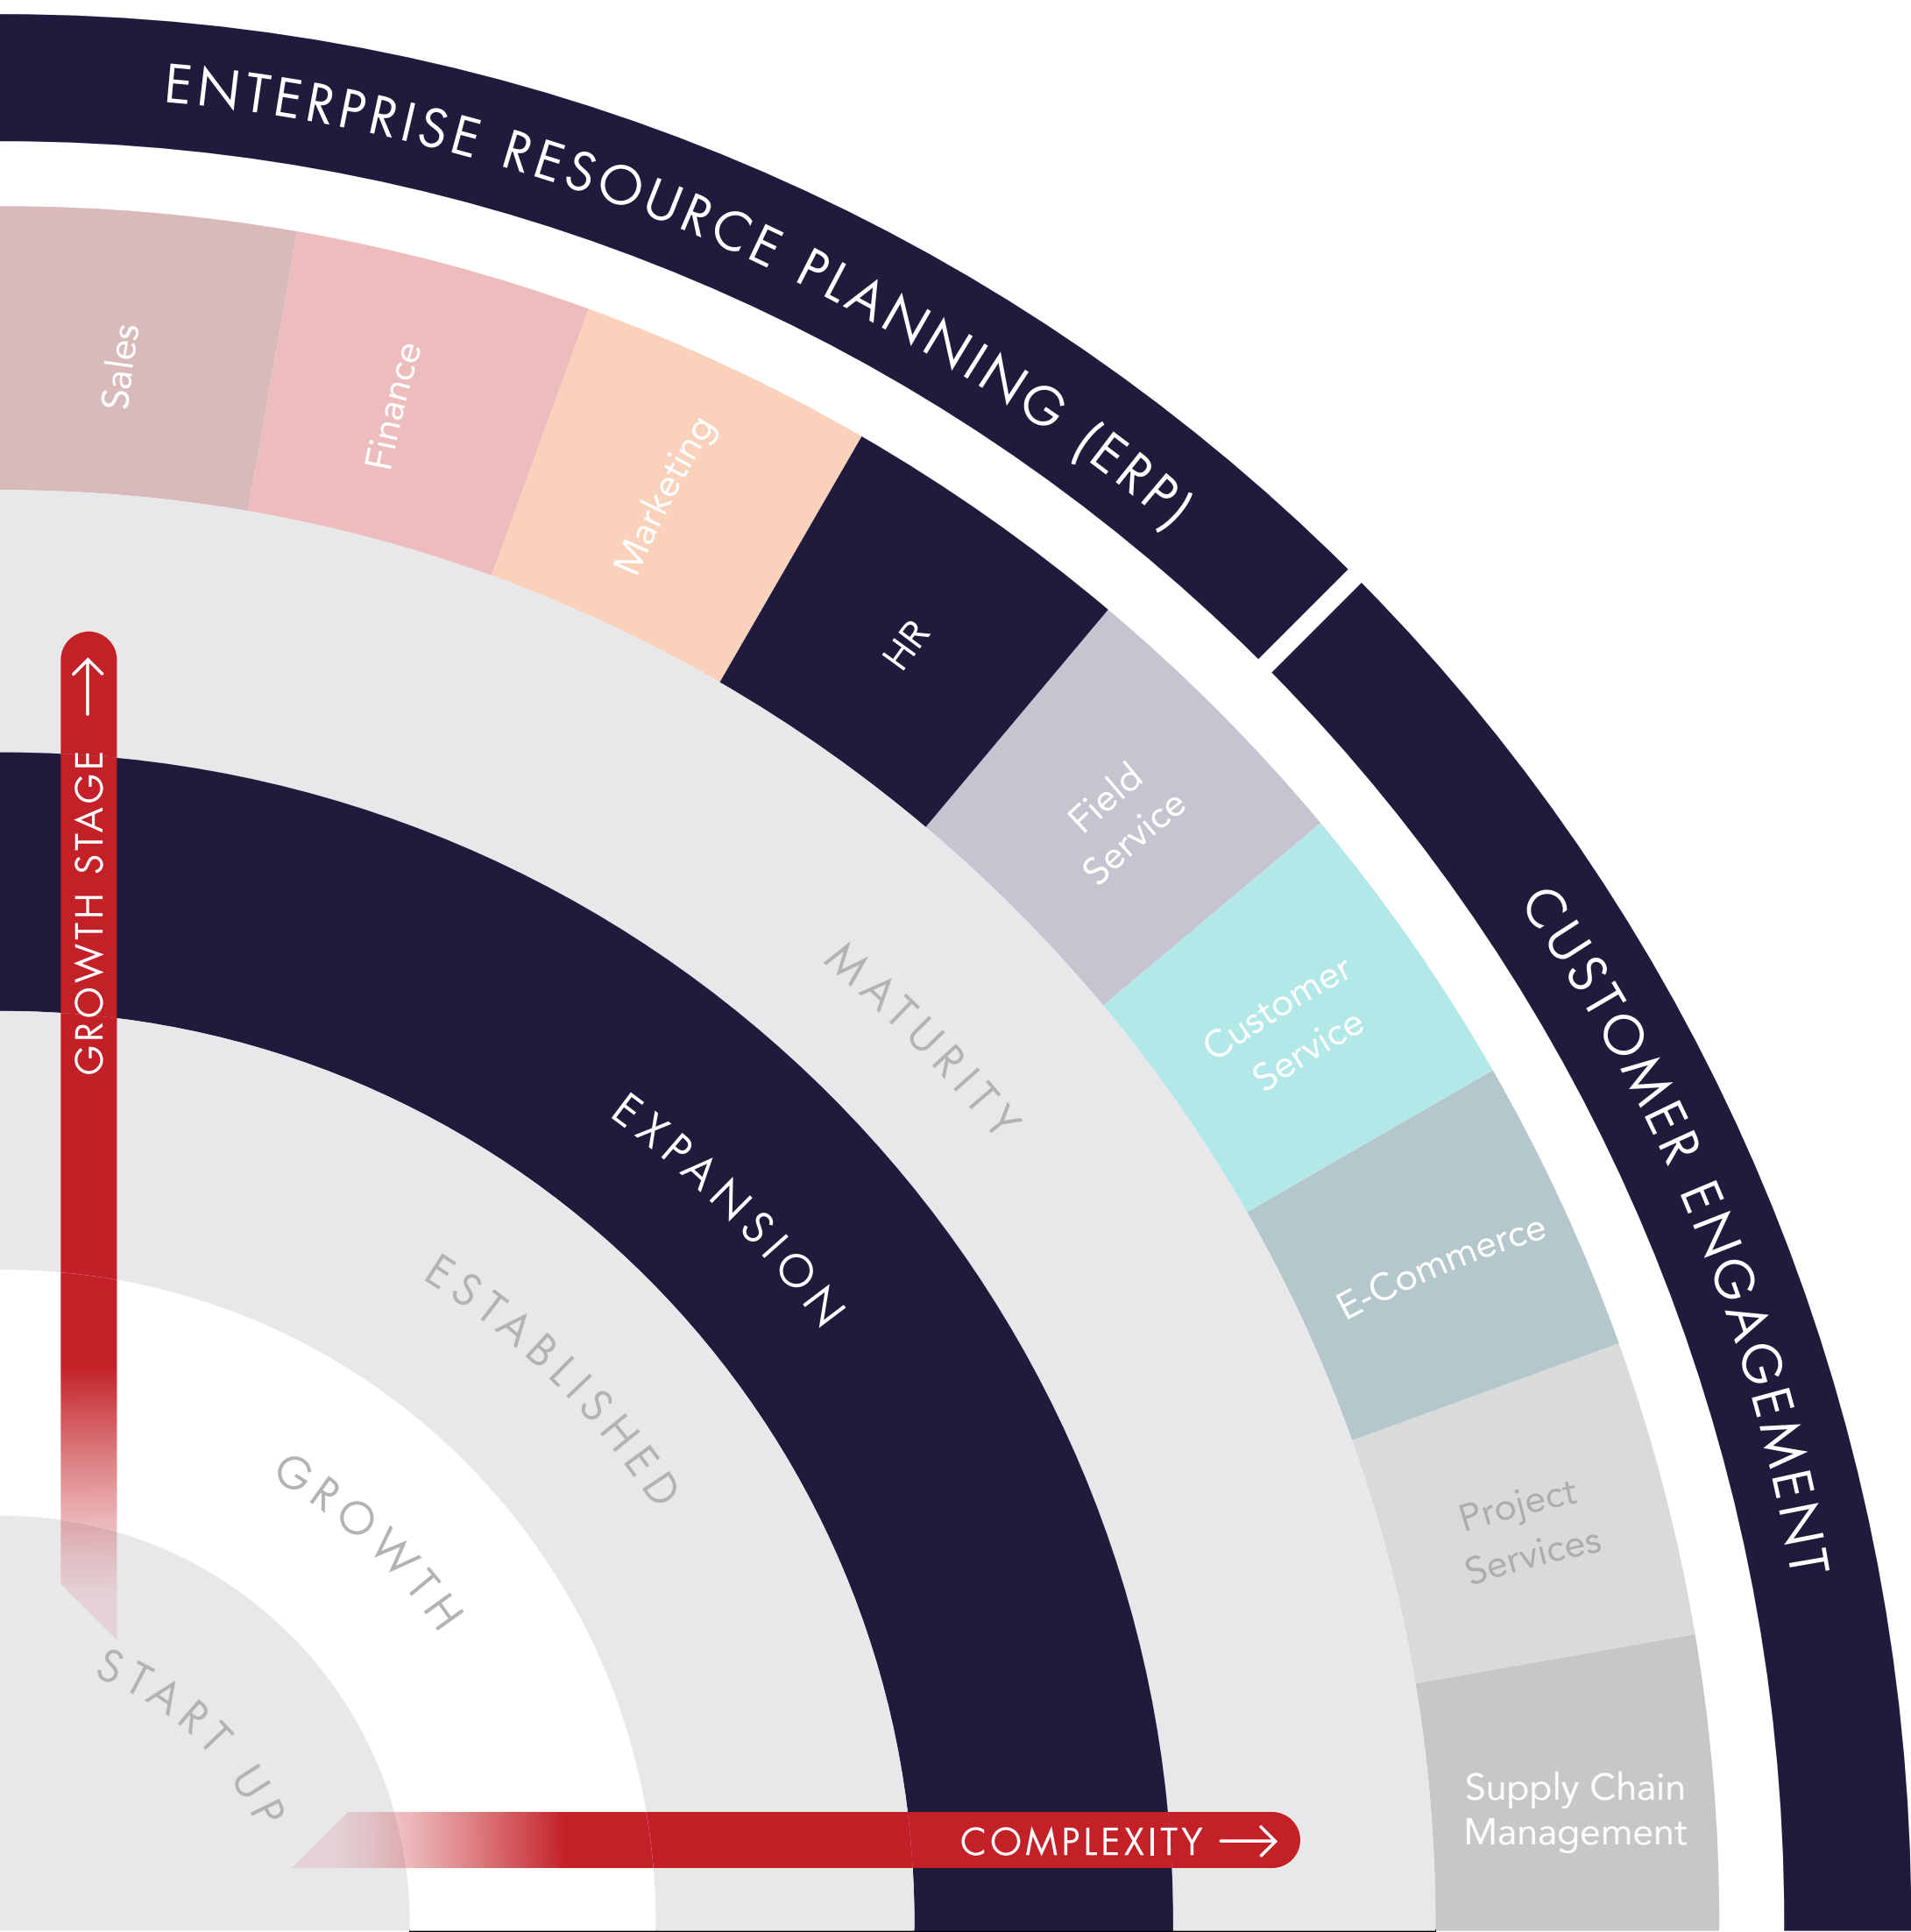 ENTERPRISE RESOURCE PLANNING (ERP)
CUSTOMER ENGAGEMENT
Sales
Finance
Marketing
HR
Field
Service
Customer
Service
E-Commerce
Project
Services
Supply Chain
Management
GROWTH STAGE
MATURITY
EXPANSION
ESTABLISHED
GROWTH
START UP
COMPLEXITY